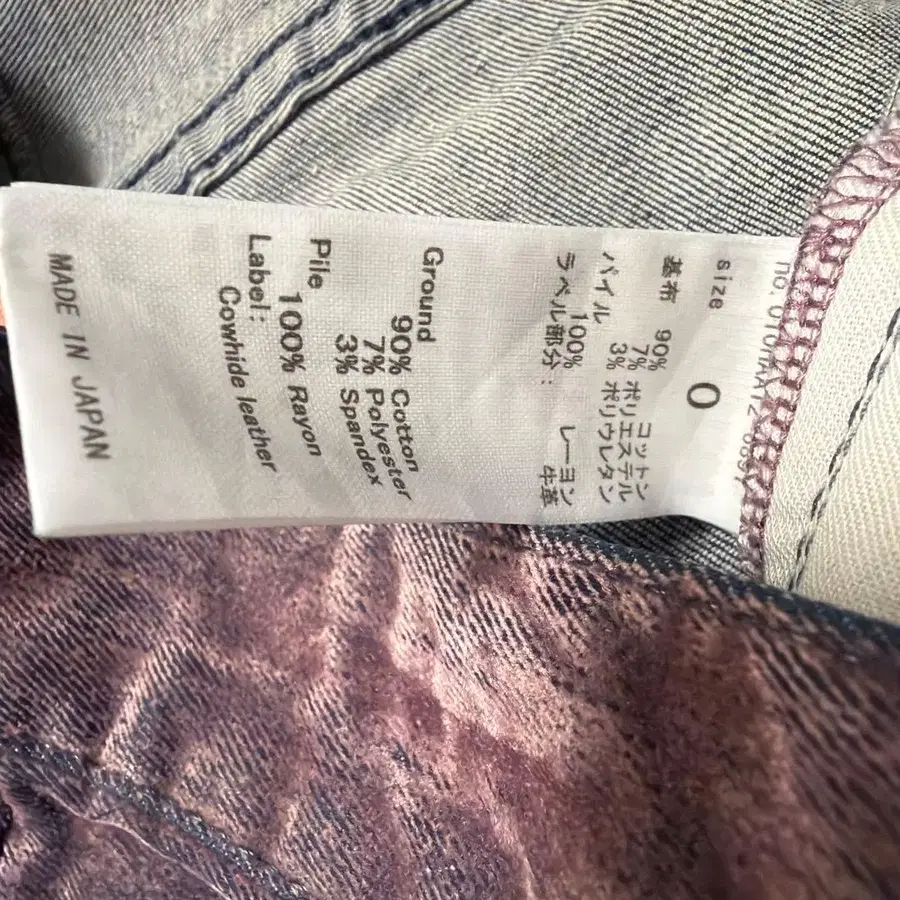 size 0
基布 90% コットン
7% ポリエステル
3% ポリウレタン
パイル
100% レーヨン
ラベル部分: 牛革
Ground
90% Cotton
7% Polyester
3% Spandex
Pile
100% Rayon
Label:
Cowhide leather
MADE IN JAPAN